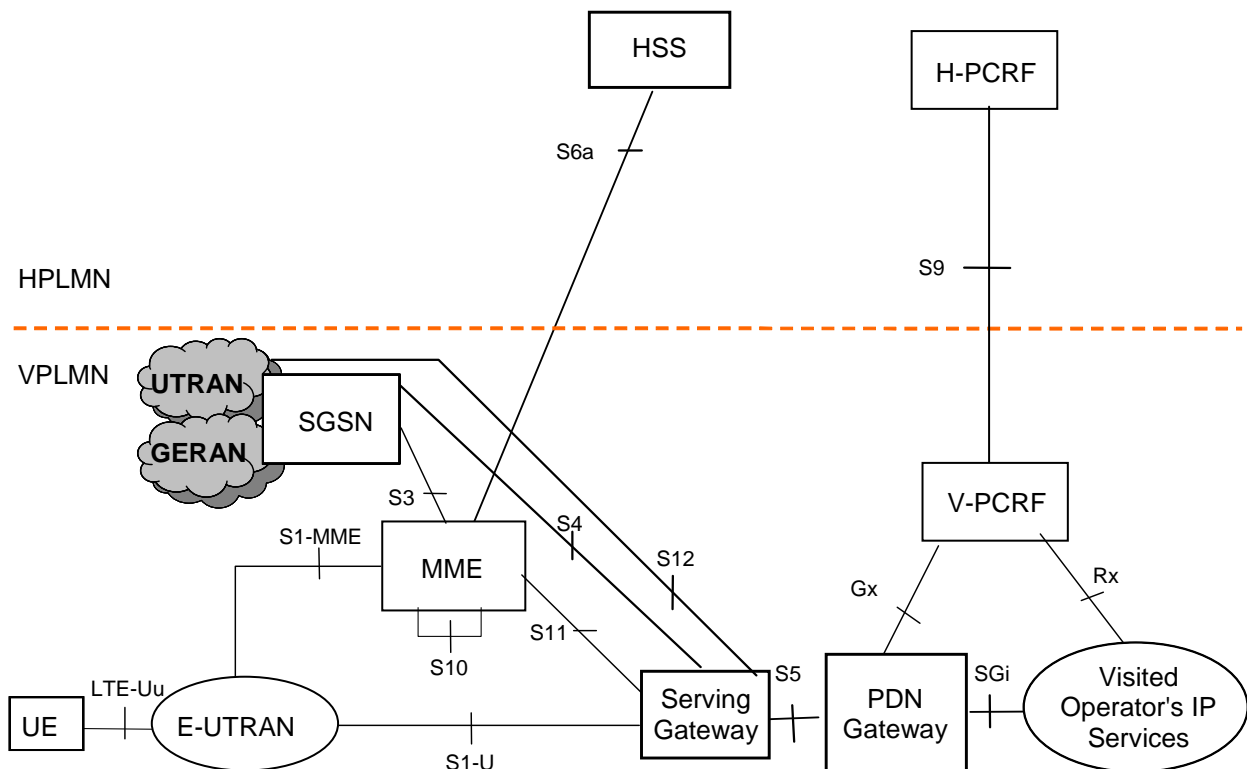 HSS
H-PCRF
S6a
S9
HPLMN
VPLMN
UTRAN
SGSN
GERAN
S3
S4
V-PCRF
S1-MME
MME
S12
Gx
Rx
S11
S10
LTE-Uu
S5
SGi
UE
E-UTRAN
Serving
Gateway
PDN
Gateway
Visited
Operator's IP
Services
S1-U